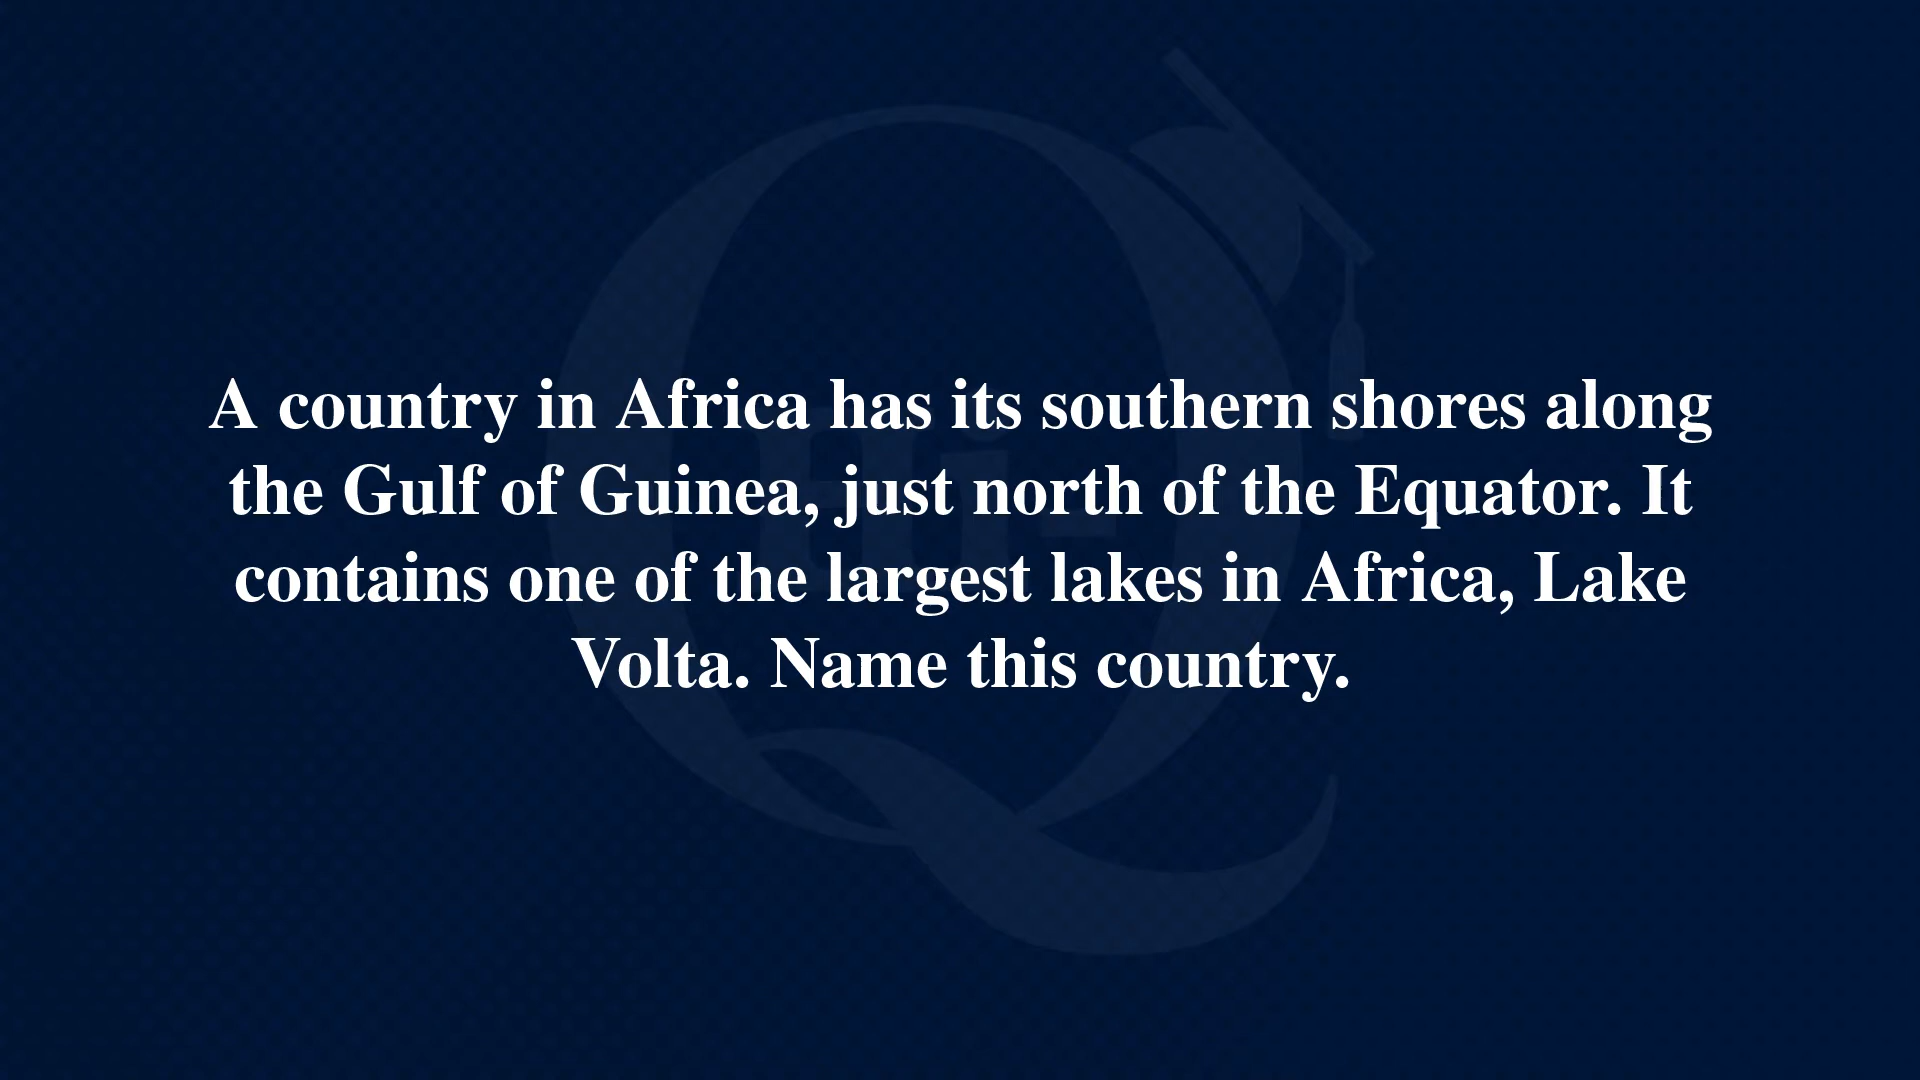 A country in Africa has its southern shores along
the Gulf of Guinea, just north of the Equator. It
contains one of the largest lakes in Africa, Lake
Volta. Name this country.